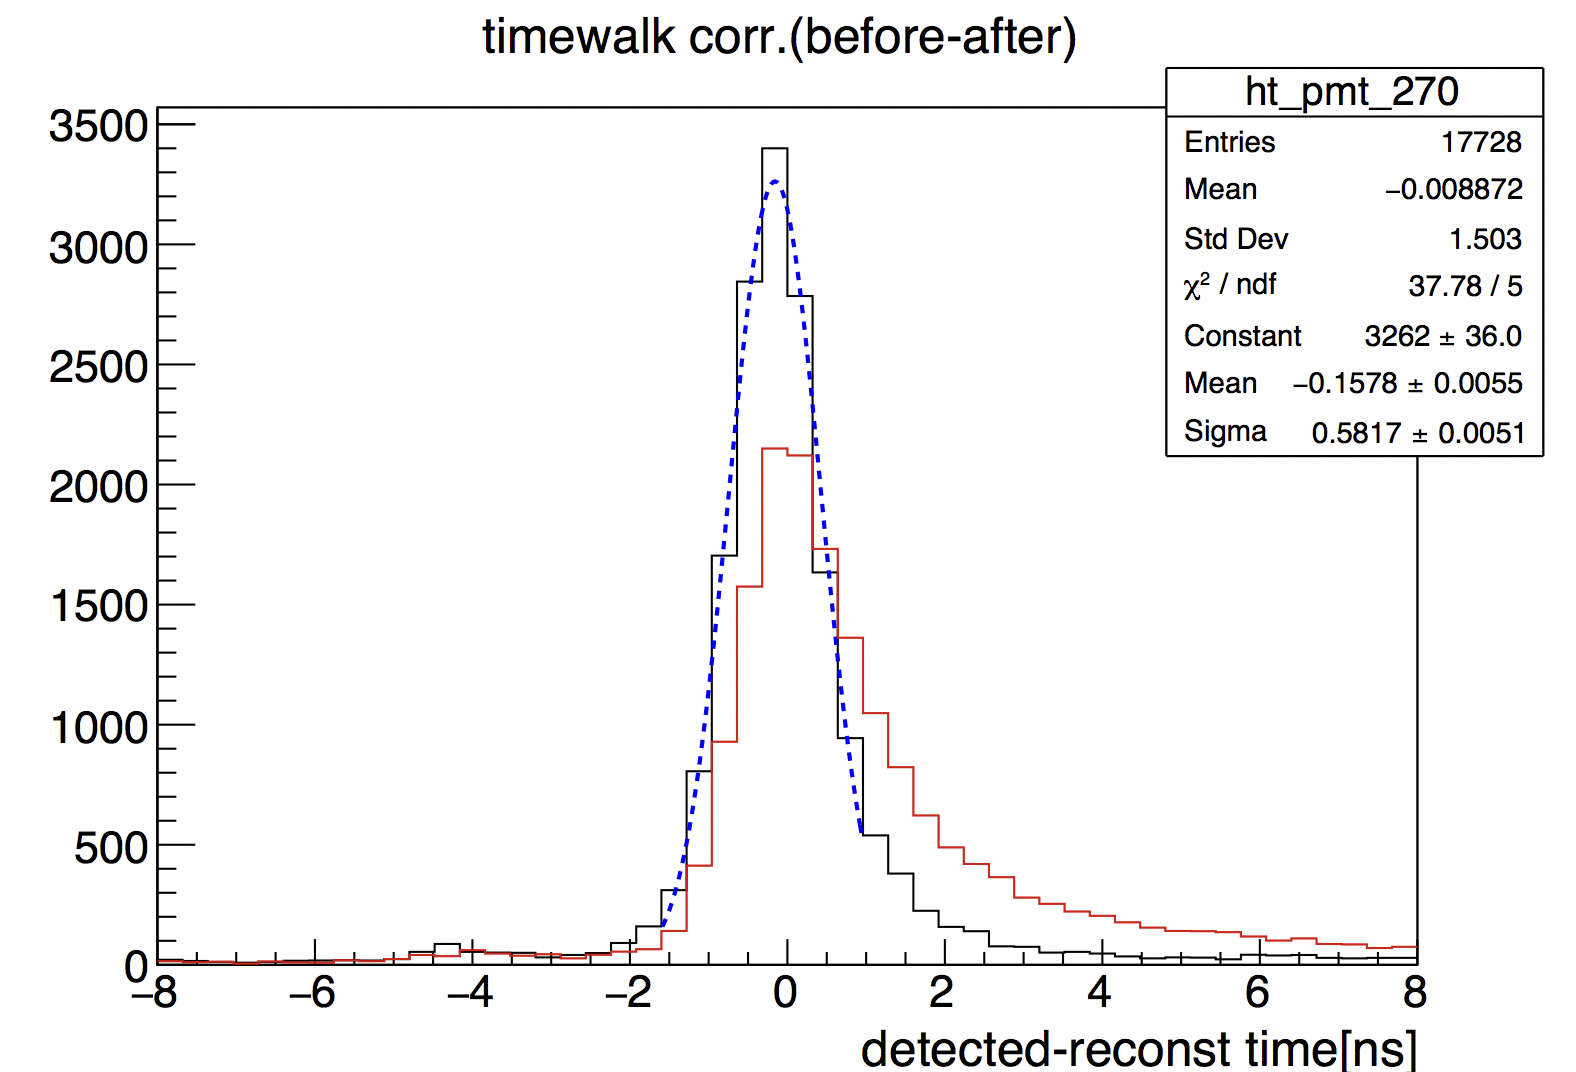 timewalk corr.(before-after)
ht_pmt_270
Entries 17728
Mean −0.008872
Std Dev 1.503
χ² / ndf 37.78 / 5
Constant 3262 ± 36.0
Mean −0.1578 ± 0.0055
Sigma 0.5817 ± 0.0051
3500
3000
2500
2000
1500
1000
500
0
−8 −6 −4 −2 0 2 4 6 8
detected-reconst time[ns]